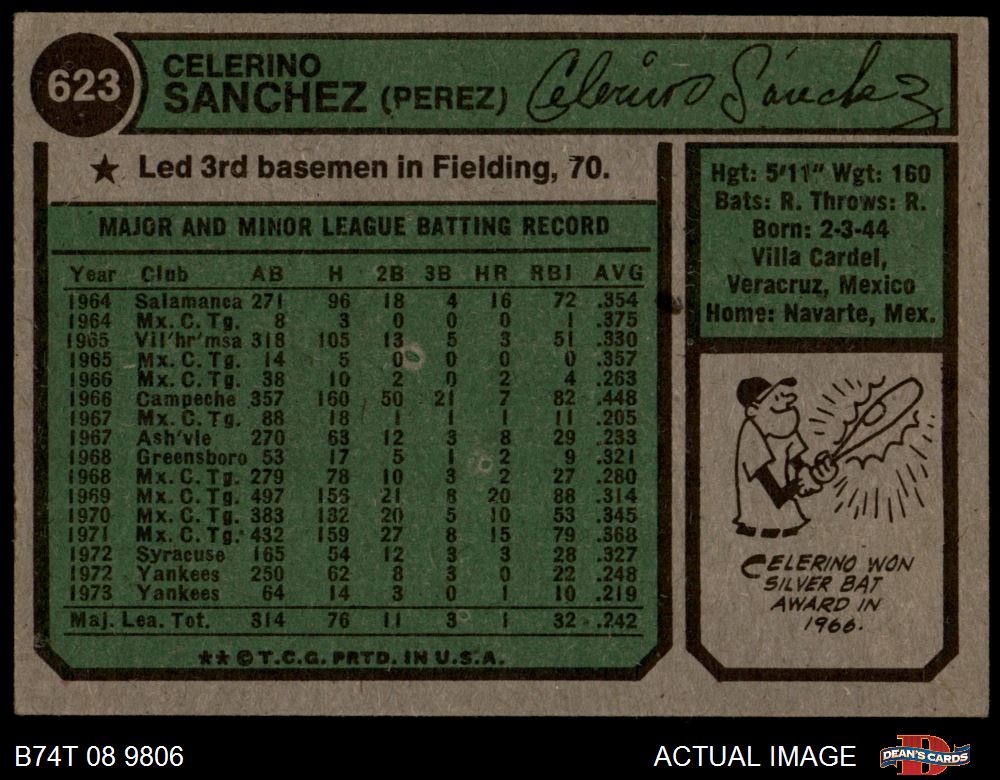 623
CELERINO
SANCHEZ (PEREZ)
Celerino Sánchez
★ Led 3rd basemen in Fielding, 70.
MAJOR AND MINOR LEAGUE BATTING RECORD
Year Club AB H 2B 3B HR RBI AVG
1964 Salamanca 271 96 18 4 16 72 .354
1964 Mx. C. Tg. 8 3 0 0 0 1 .375
1965 Vil'hr'msa 318 105 13 5 3 51 .330
1965 Mx. C. Tg. 14 5 0 0 0 0 .357
1966 Mx. C. Tg. 38 10 2 0 2 4 .263
1966 Campeche 357 160 50 21 7 82 .448
1967 Mx. C. Tg. 88 18 1 1 1 11 .205
1967 Ash'vle 270 63 12 3 8 29 .233
1968 Greensboro 53 17 5 1 2 9 .321
1968 Mx. C. Tg. 279 78 10 3 2 27 .280
1969 Mx. C. Tg. 497 156 21 8 20 88 .314
1970 Mx. C. Tg. 383 132 20 5 10 53 .345
1971 Mx. C. Tg. 432 159 27 8 15 79 .368
1972 Syracuse 165 54 12 3 3 28 .327
1972 Yankees 250 62 8 3 0 22 .248
1973 Yankees 64 14 3 0 1 10 .219
Maj. Lea. Tot. 314 76 11 3 1 32 .242
★★ © T.C.G. PRTD. IN U.S.A.
Hgt: 5'11" Wgt: 160
Bats: R. Throws: R.
Born: 2-3-44
Villa Cardel,
Veracruz, Mexico
Home: Navarte, Mex.
CELERINO WON
SILVER BAT
AWARD IN
1966.
B74T 08 9806
ACTUAL IMAGE
DEAN'S CARDS